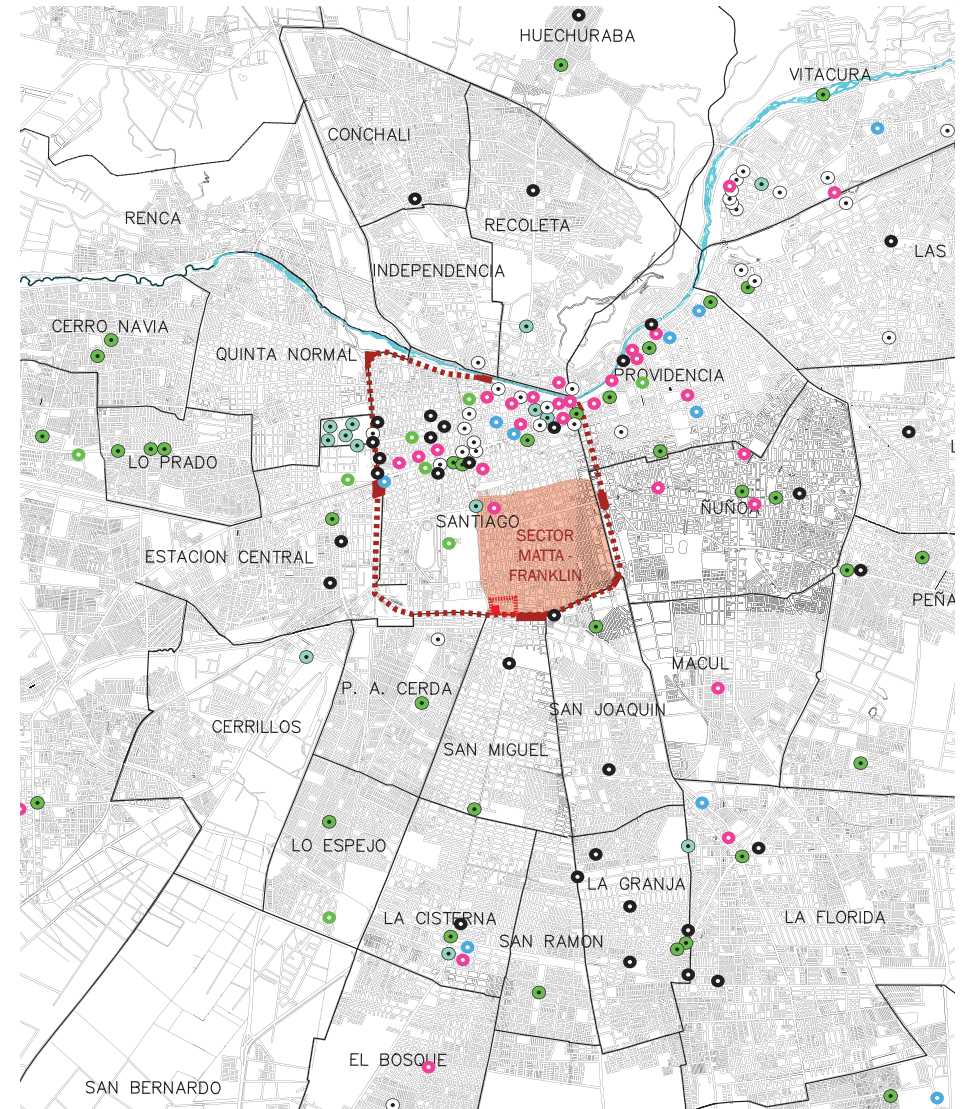 HUECHURABA
VITACURA
CONCHALI
RENCA
RECOLETA
LAS
INDEPENDENCIA
CERRO NAVIA
QUINTA NORMAL
PROVIDENCIA
LO PRADO
ÑUÑOA
SANTIAGO
SECTOR
MATTA -
FRANKLIN
ESTACION CENTRAL
PEÑA
MACUL
P. A. CERDA
SAN JOAQUIN
CERRILLOS
SAN MIGUEL
LO ESPEJO
LA GRANJA
LA CISTERNA
LA FLORIDA
SAN RAMON
EL BOSQUE
SAN BERNARDO